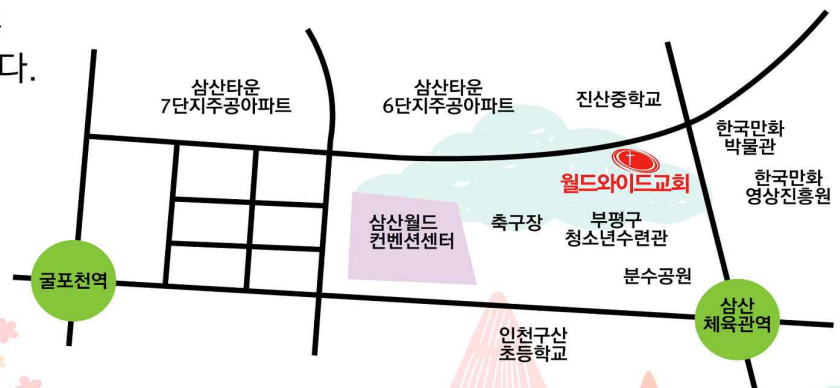 다.
삼산타운
7단지주공아파트
삼산타운
6단지주공아파트
진산중학교
한국만화
박물관
한국만화
영상진흥원
월드와이드교회
삼산월드
컨벤션센터
축구장
부평구
청소년수련관
분수공원
굴포천역
삼산
체육관역
인천구산
초등학교